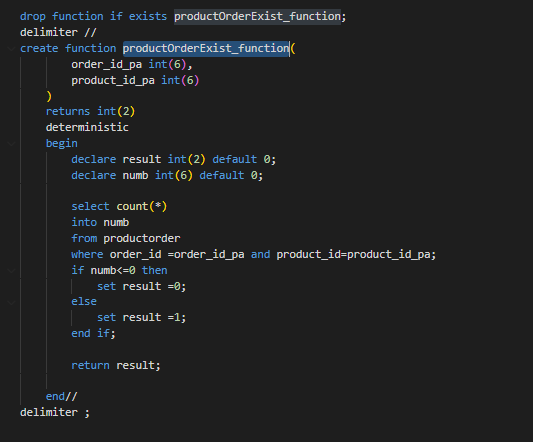 drop function if exists productOrderExist_function;
delimiter //
create function productOrderExist_function(
        order_id_pa int(6),
        product_id_pa int(6)
    )
    returns int(2)
    deterministic
    begin
        declare result int(2) default 0;
        declare numb int(6) default 0;

        select count(*)
        into numb
        from productorder
        where order_id =order_id_pa and product_id=product_id_pa;
        if numb<=0 then
            set result =0;
        else
            set result =1;
        end if;

        return result;

    end//
delimiter ;